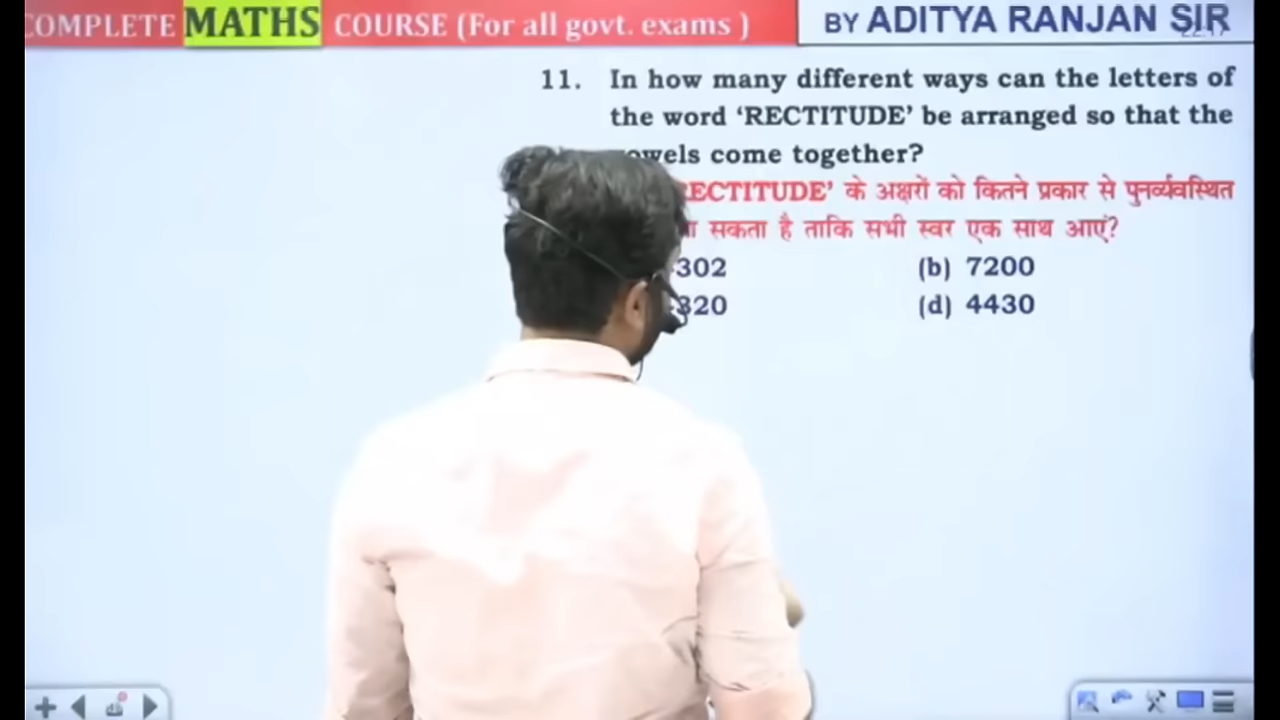 COMPLETE MATHS COURSE (For all govt. exams )
BY ADITYA RANJAN SIR
11. In how many different ways can the letters of
the word ‘RECTITUDE’ be arranged so that the
vowels come together?
RECTITUDE’ के अक्षरों को कितने प्रकार से पुनर्व्यवस्थित
सकता है ताकि सभी स्वर एक साथ आएं?
302 (b) 7200
320 (d) 4430